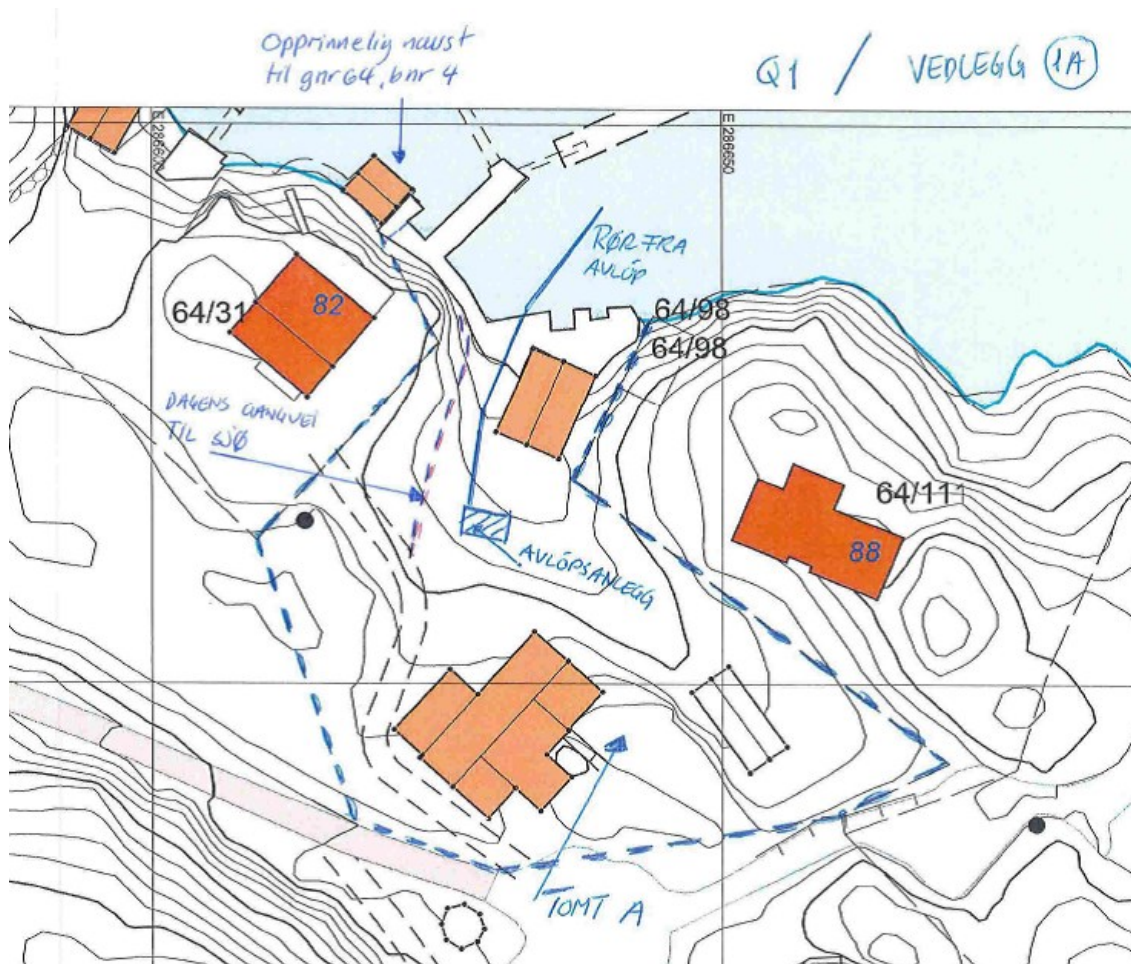 Opprinnelig naust
til gnr 64, bnr 4
Q1 / VEDLEGG 1A
E 286600
E 286650
RØR FRA
AVLØP
64/31
82
64/98
64/98
DAGENS GANGVEI
TIL SJØ
64/111
88
AVLØPSANLEGG
TOMT A